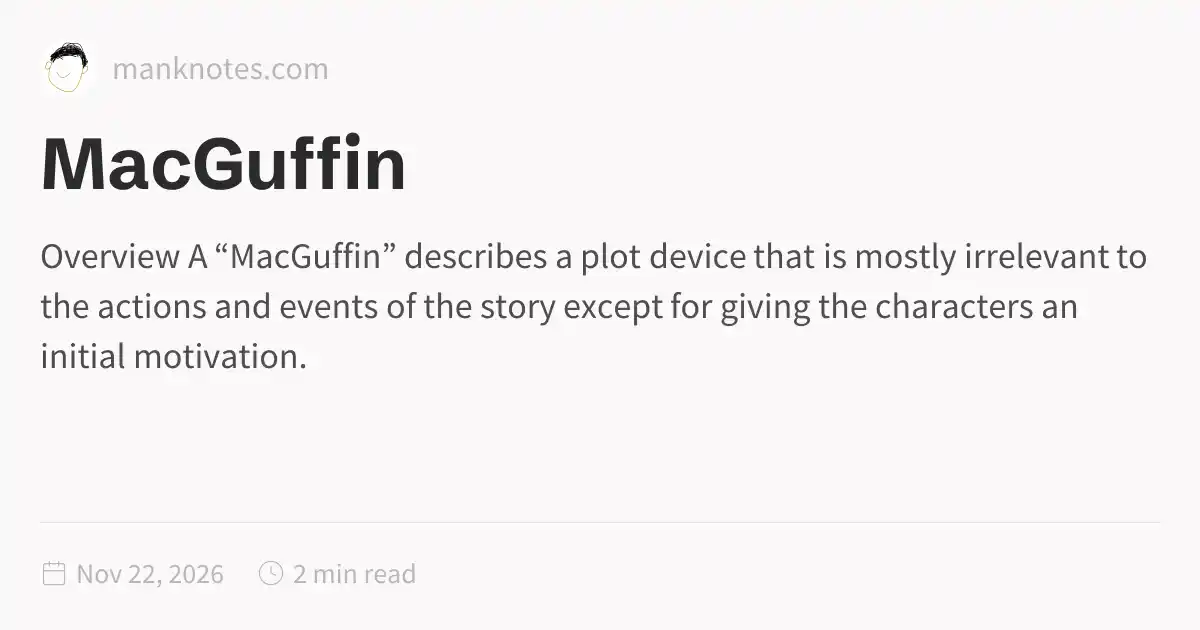 manknotes.com
MacGuffin
Overview A “MacGuffin” describes a plot device that is mostly irrelevant to
the actions and events of the story except for giving the characters an
initial motivation.
Nov 22, 2026 2 min read